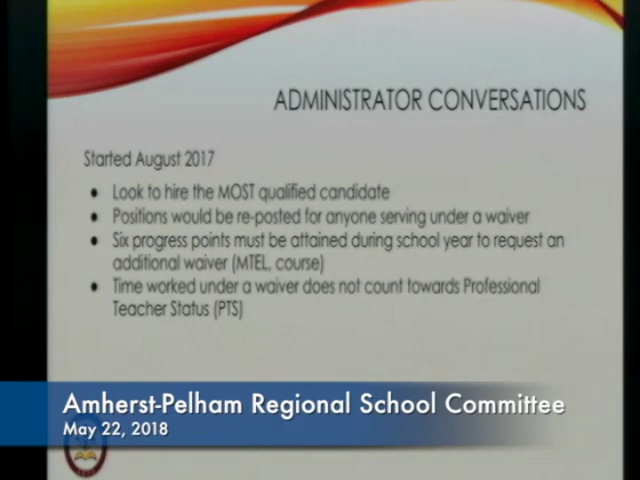 ADMINISTRATOR CONVERSATIONS
Started August 2017
• Look to hire the MOST qualified candidate
• Positions would be re-posted for anyone serving under a waiver
• Six progress points must be attained during school year to request an
additional waiver (MTEL, course)
• Time worked under a waiver does not count towards Professional
Teacher Status (PTS)
Amherst-Pelham Regional School Committee
May 22, 2018